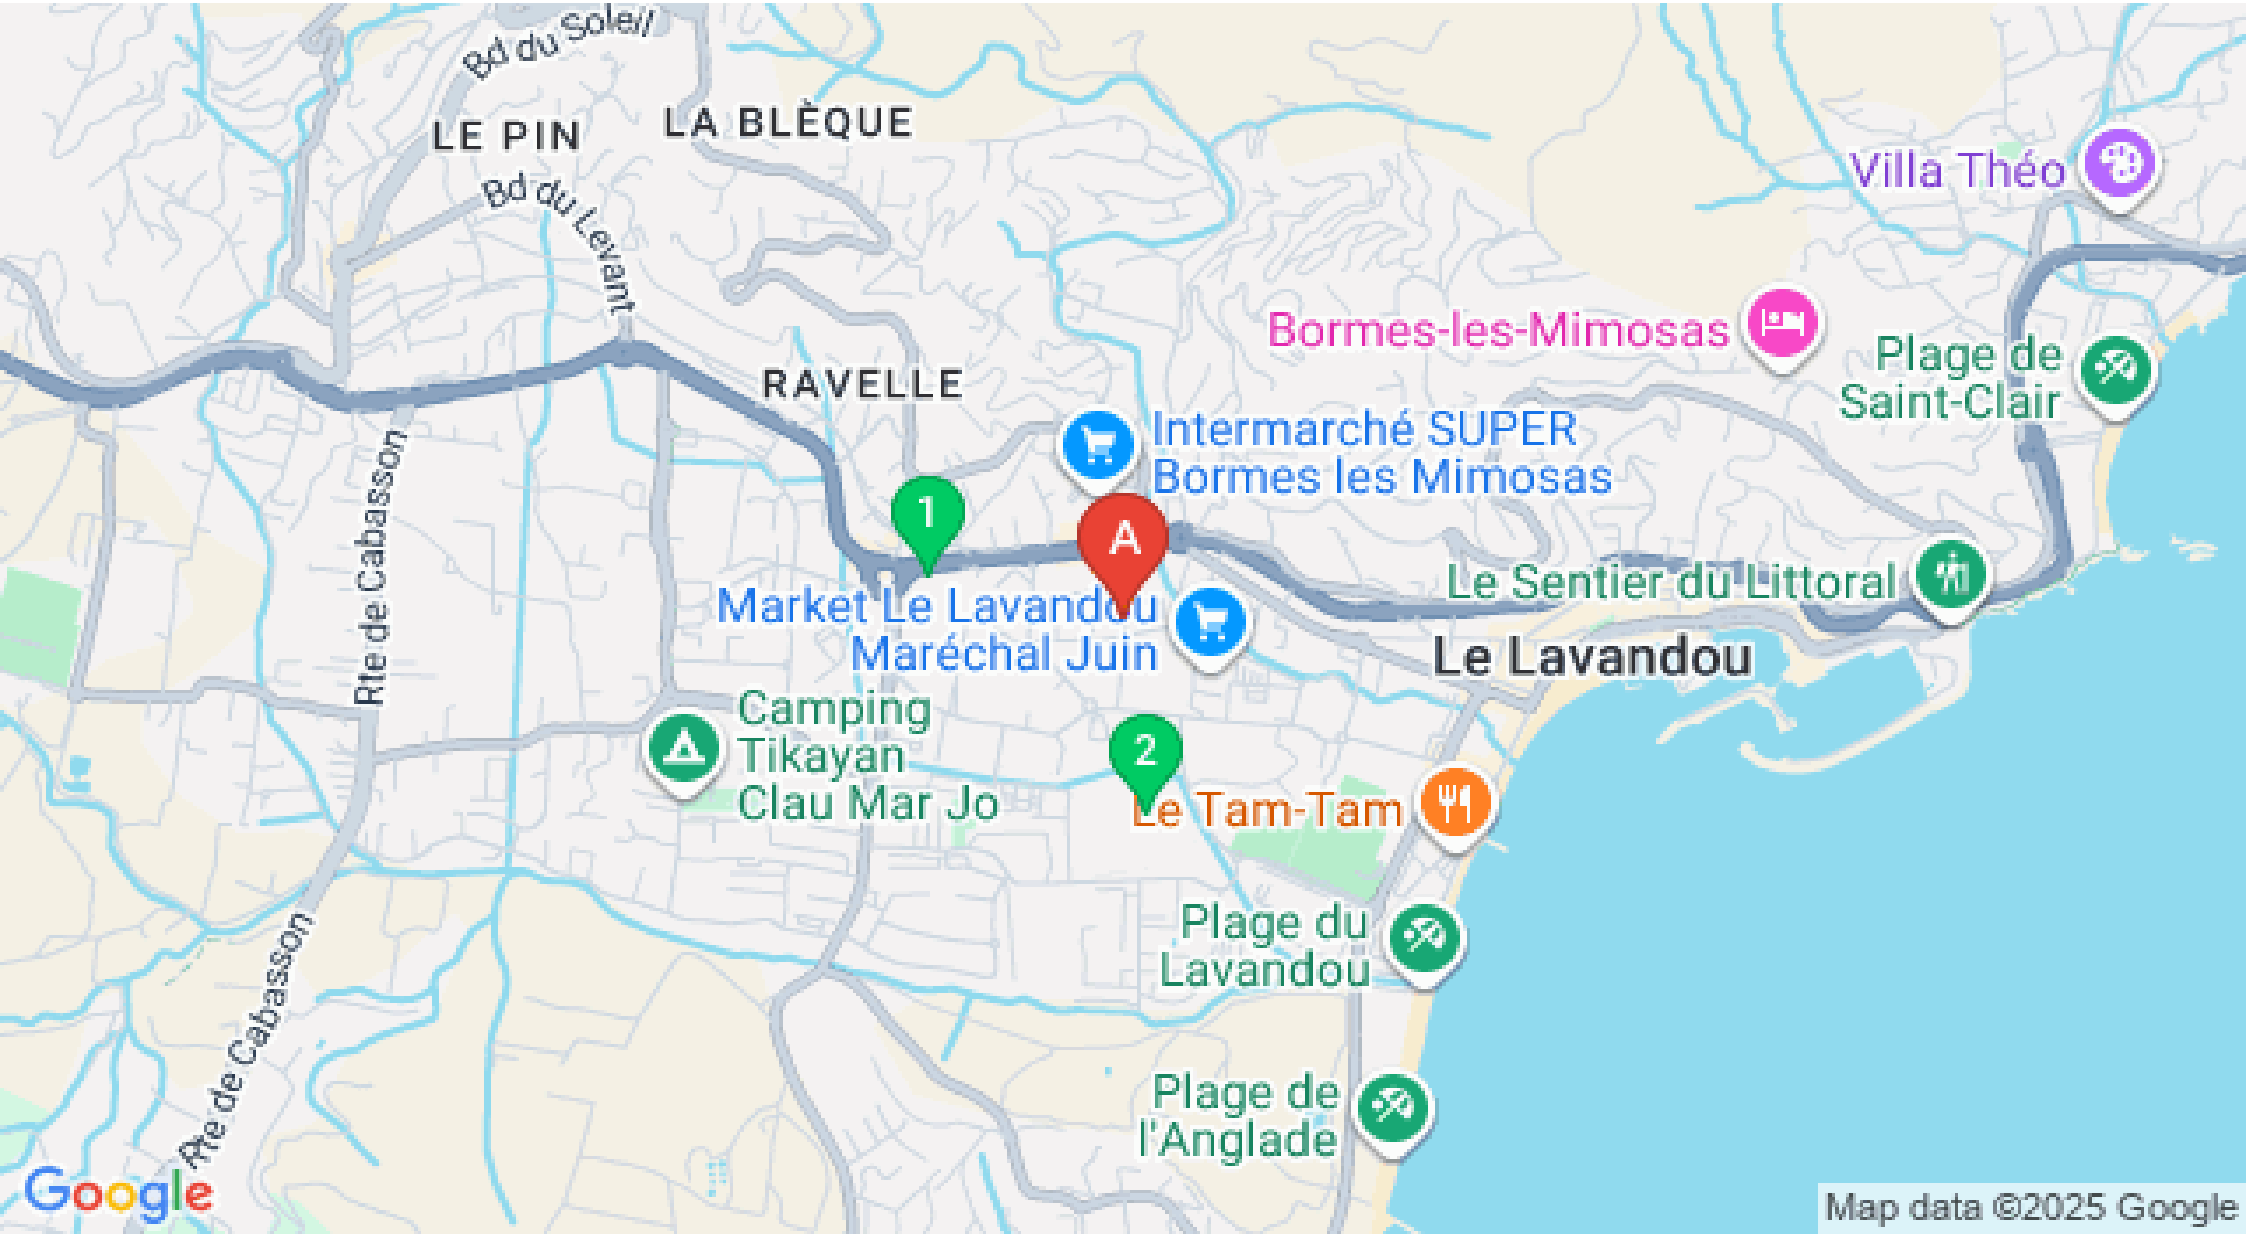 Bd du Soleil
LE PIN
LA BLÈQUE
Villa Théo
Bd du Levant
Bormes-les-Mimosas
Plage de
Saint-Clair
RAVELLE
Intermarché SUPER
Bormes les Mimosas
Rte de Cabasson
1
A
Le Sentier du Littoral
Market Le Lavandou
Maréchal Juin
Le Lavandou
Camping
Tikayan
Clau Mar Jo
2
Le Tam-Tam
Plage du
Lavandou
Rte de Cabasson
Plage de
l'Anglade
Google
Map data ©2025 Google